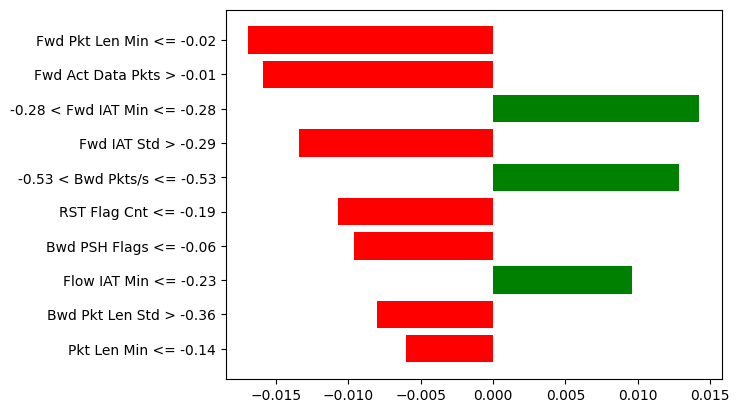 Fwd Pkt Len Min <= -0.02
Fwd Act Data Pkts > -0.01
-0.28 < Fwd IAT Min <= -0.28
Fwd IAT Std > -0.29
-0.53 < Bwd Pkts/s <= -0.53
RST Flag Cnt <= -0.19
Bwd PSH Flags <= -0.06
Flow IAT Min <= -0.23
Bwd Pkt Len Std > -0.36
Pkt Len Min <= -0.14
−0.015 −0.010 −0.005 0.000 0.005 0.010 0.015